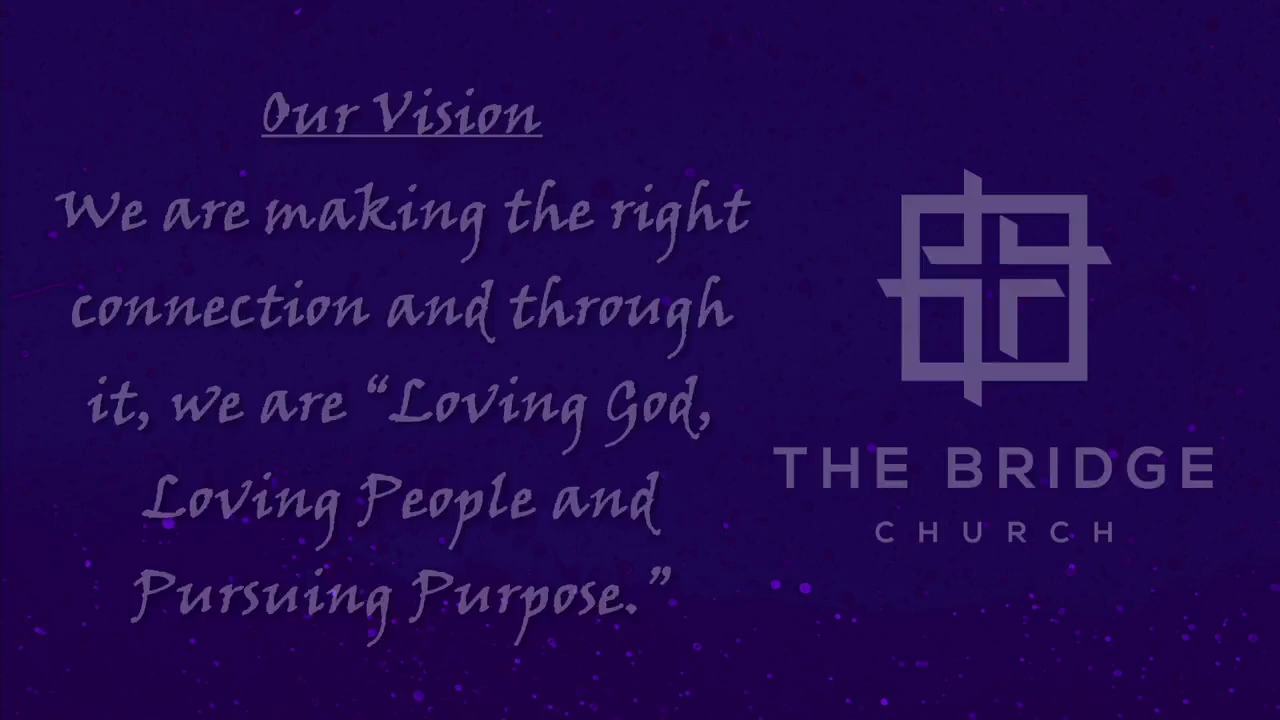 Our Vision
We are making the right
connection and through
it, we are “Loving God,
Loving People and
Pursuing Purpose.”
THE BRIDGE
CHURCH